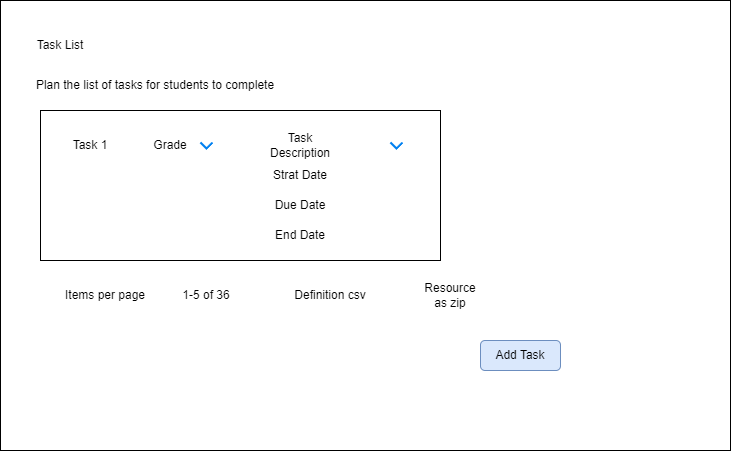 Task List
Plan the list of tasks for students to complete
Task 1
Grade
Task
Description
Strat Date
Due Date
End Date
Items per page
1-5 of 36
Definition csv
Resource
as zip
Add Task